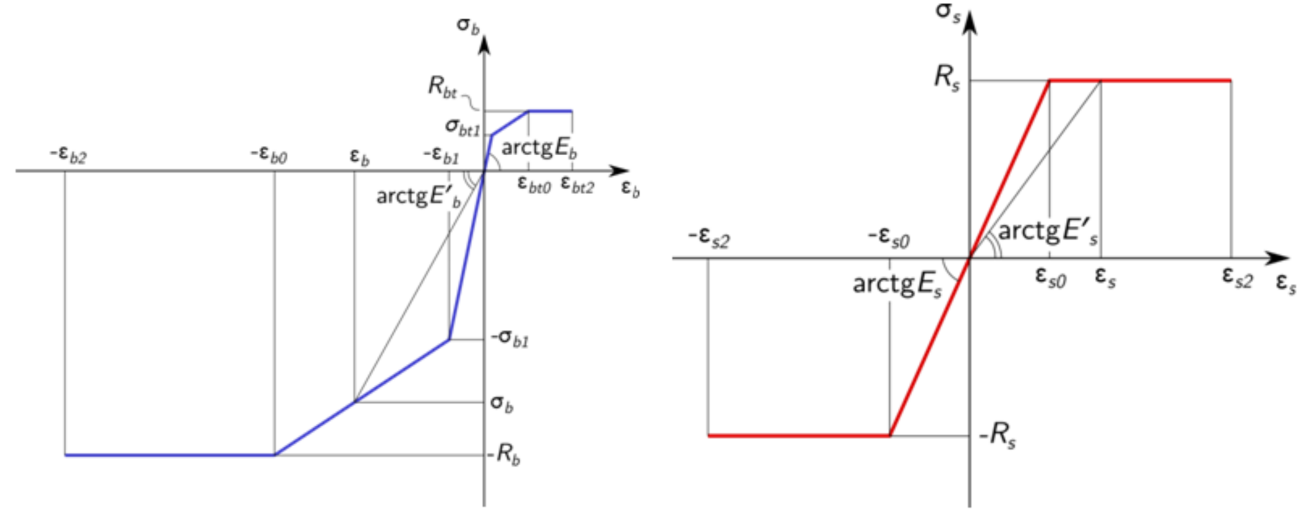 σb
Rbt
σbt1
arctgEb
-εb2
-εb0
εb
-εb1
εbt0
εbt2
εb
arctgE′b
-σb1
σb
-Rb
σs
Rs
-εs2
-εs0
arctgE′s
arctgEs
εs0
εs
εs2
εs
-Rs